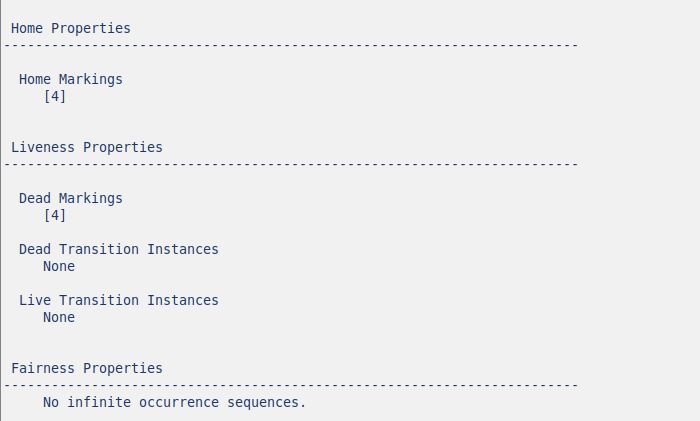 Home Properties
------------------------------------------------------------------------
Home Markings
[4]
Liveness Properties
------------------------------------------------------------------------
Dead Markings
[4]
Dead Transition Instances
None
Live Transition Instances
None
Fairness Properties
------------------------------------------------------------------------
No infinite occurrence sequences.